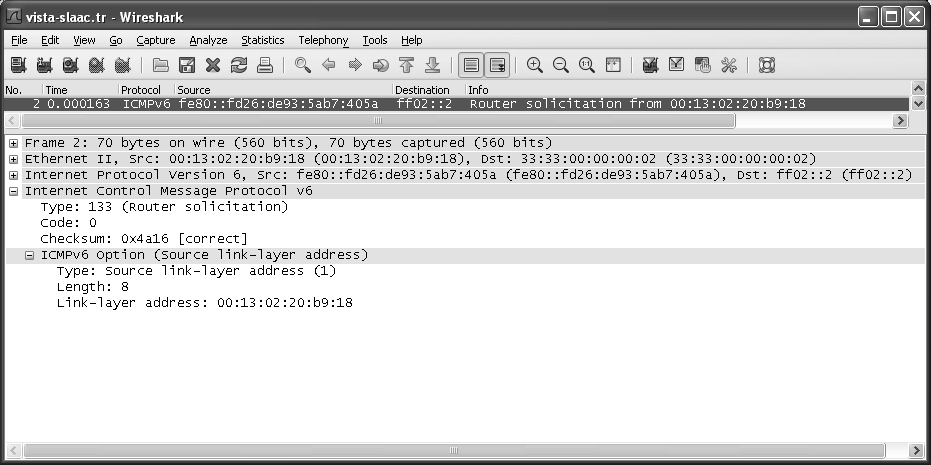 vista-slaac.tr - Wireshark
File Edit View Go Capture Analyze Statistics Telephony Tools Help
No. Time Protocol Source Destination Info
2 0.000163 ICMPv6 fe80::fd26:de93:5ab7:405a ff02::2 Router solicitation from 00:13:02:20:b9:18
Frame 2: 70 bytes on wire (560 bits), 70 bytes captured (560 bits)
Ethernet II, Src: 00:13:02:20:b9:18 (00:13:02:20:b9:18), Dst: 33:33:00:00:00:02 (33:33:00:00:00:02)
Internet Protocol Version 6, Src: fe80::fd26:de93:5ab7:405a (fe80::fd26:de93:5ab7:405a), Dst: ff02::2 (ff02::2)
Internet Control Message Protocol v6
Type: 133 (Router solicitation)
Code: 0
Checksum: 0x4a16 [correct]
ICMPv6 Option (Source link-layer address)
Type: Source link-layer address (1)
Length: 8
Link-layer address: 00:13:02:20:b9:18